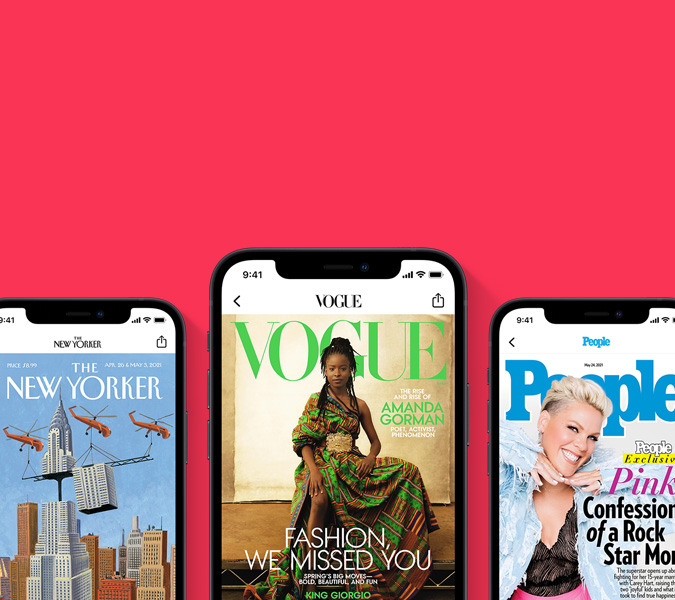 9:41
THE
NEW YORKER
PRICE $8.99
THE
APR. 26 & MAY 3, 2021
NEW YORKER
9:41
VOGUE
VOGUE
THE RISE
AND RISE OF
AMANDA
GORMAN
POET, ACTIVIST,
PHENOMENON
FASHION,
WE MISSED YOU
SPRING'S BIG MOVES—
BOLD, BEAUTIFUL, AND FUN
KING GIORGIO
9:41
People
May 24, 2021
People
People
Exclusive
Pink
Confession
of a Rock
Star Mo
The superstar opens up abo
fighting for her 15-year marri
with Carey Hart, raising th
two 'joyful' kids and what i
took to find true happines